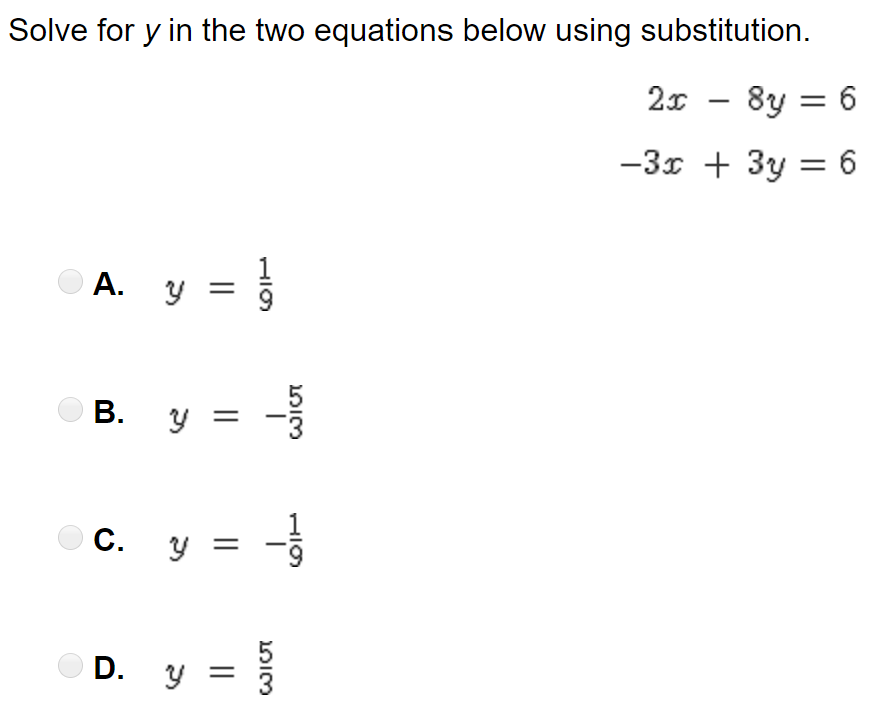 Solve for y in the two equations below using substitution.
2x − 8y = 6
−3x + 3y = 6
A. y = 1/9
B. y = −5/3
C. y = −1/9
D. y = 5/3